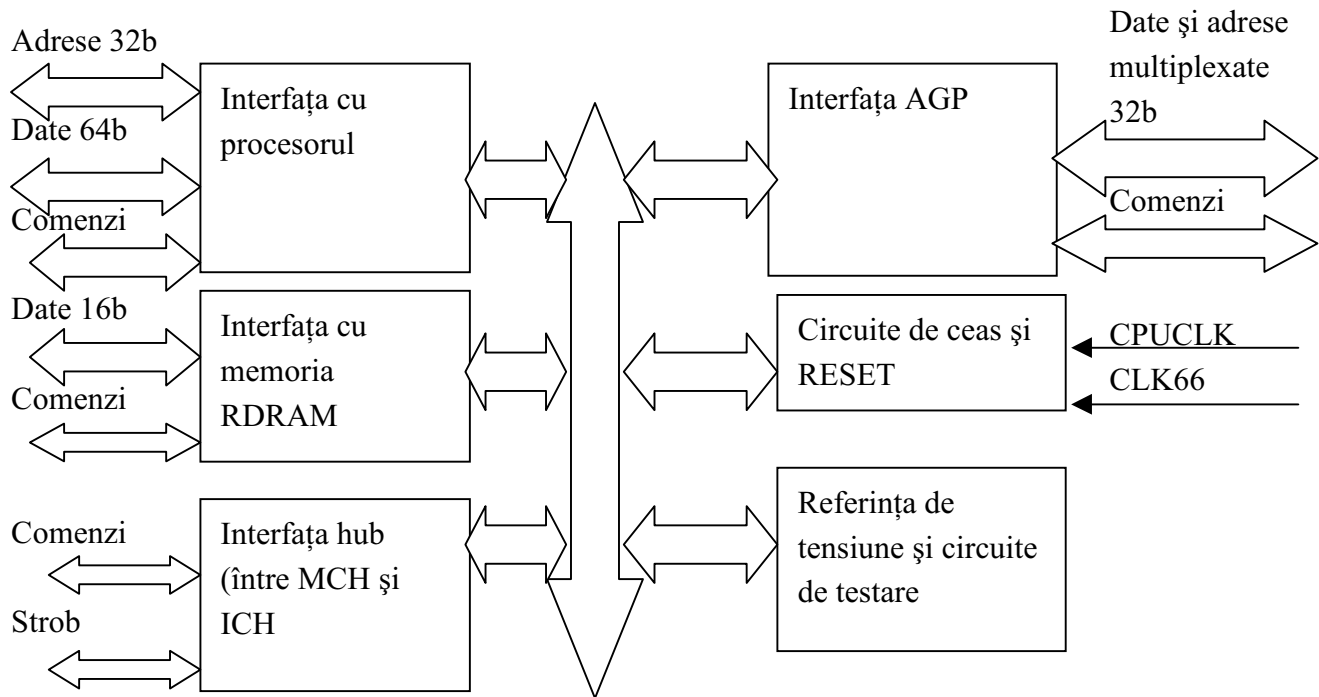 Adrese 32b
Date 64b
Comenzi
Interfața cu
procesorul
Interfața AGP
Date şi adrese
multiplexate
32b
Comenzi
Date 16b
Comenzi
Interfața cu
memoria
RDRAM
Circuite de ceas şi
RESET
CPUCLK
CLK66
Comenzi
Strob
Interfața hub
(între MCH şi
ICH
Referința de
tensiune şi circuite
de testare